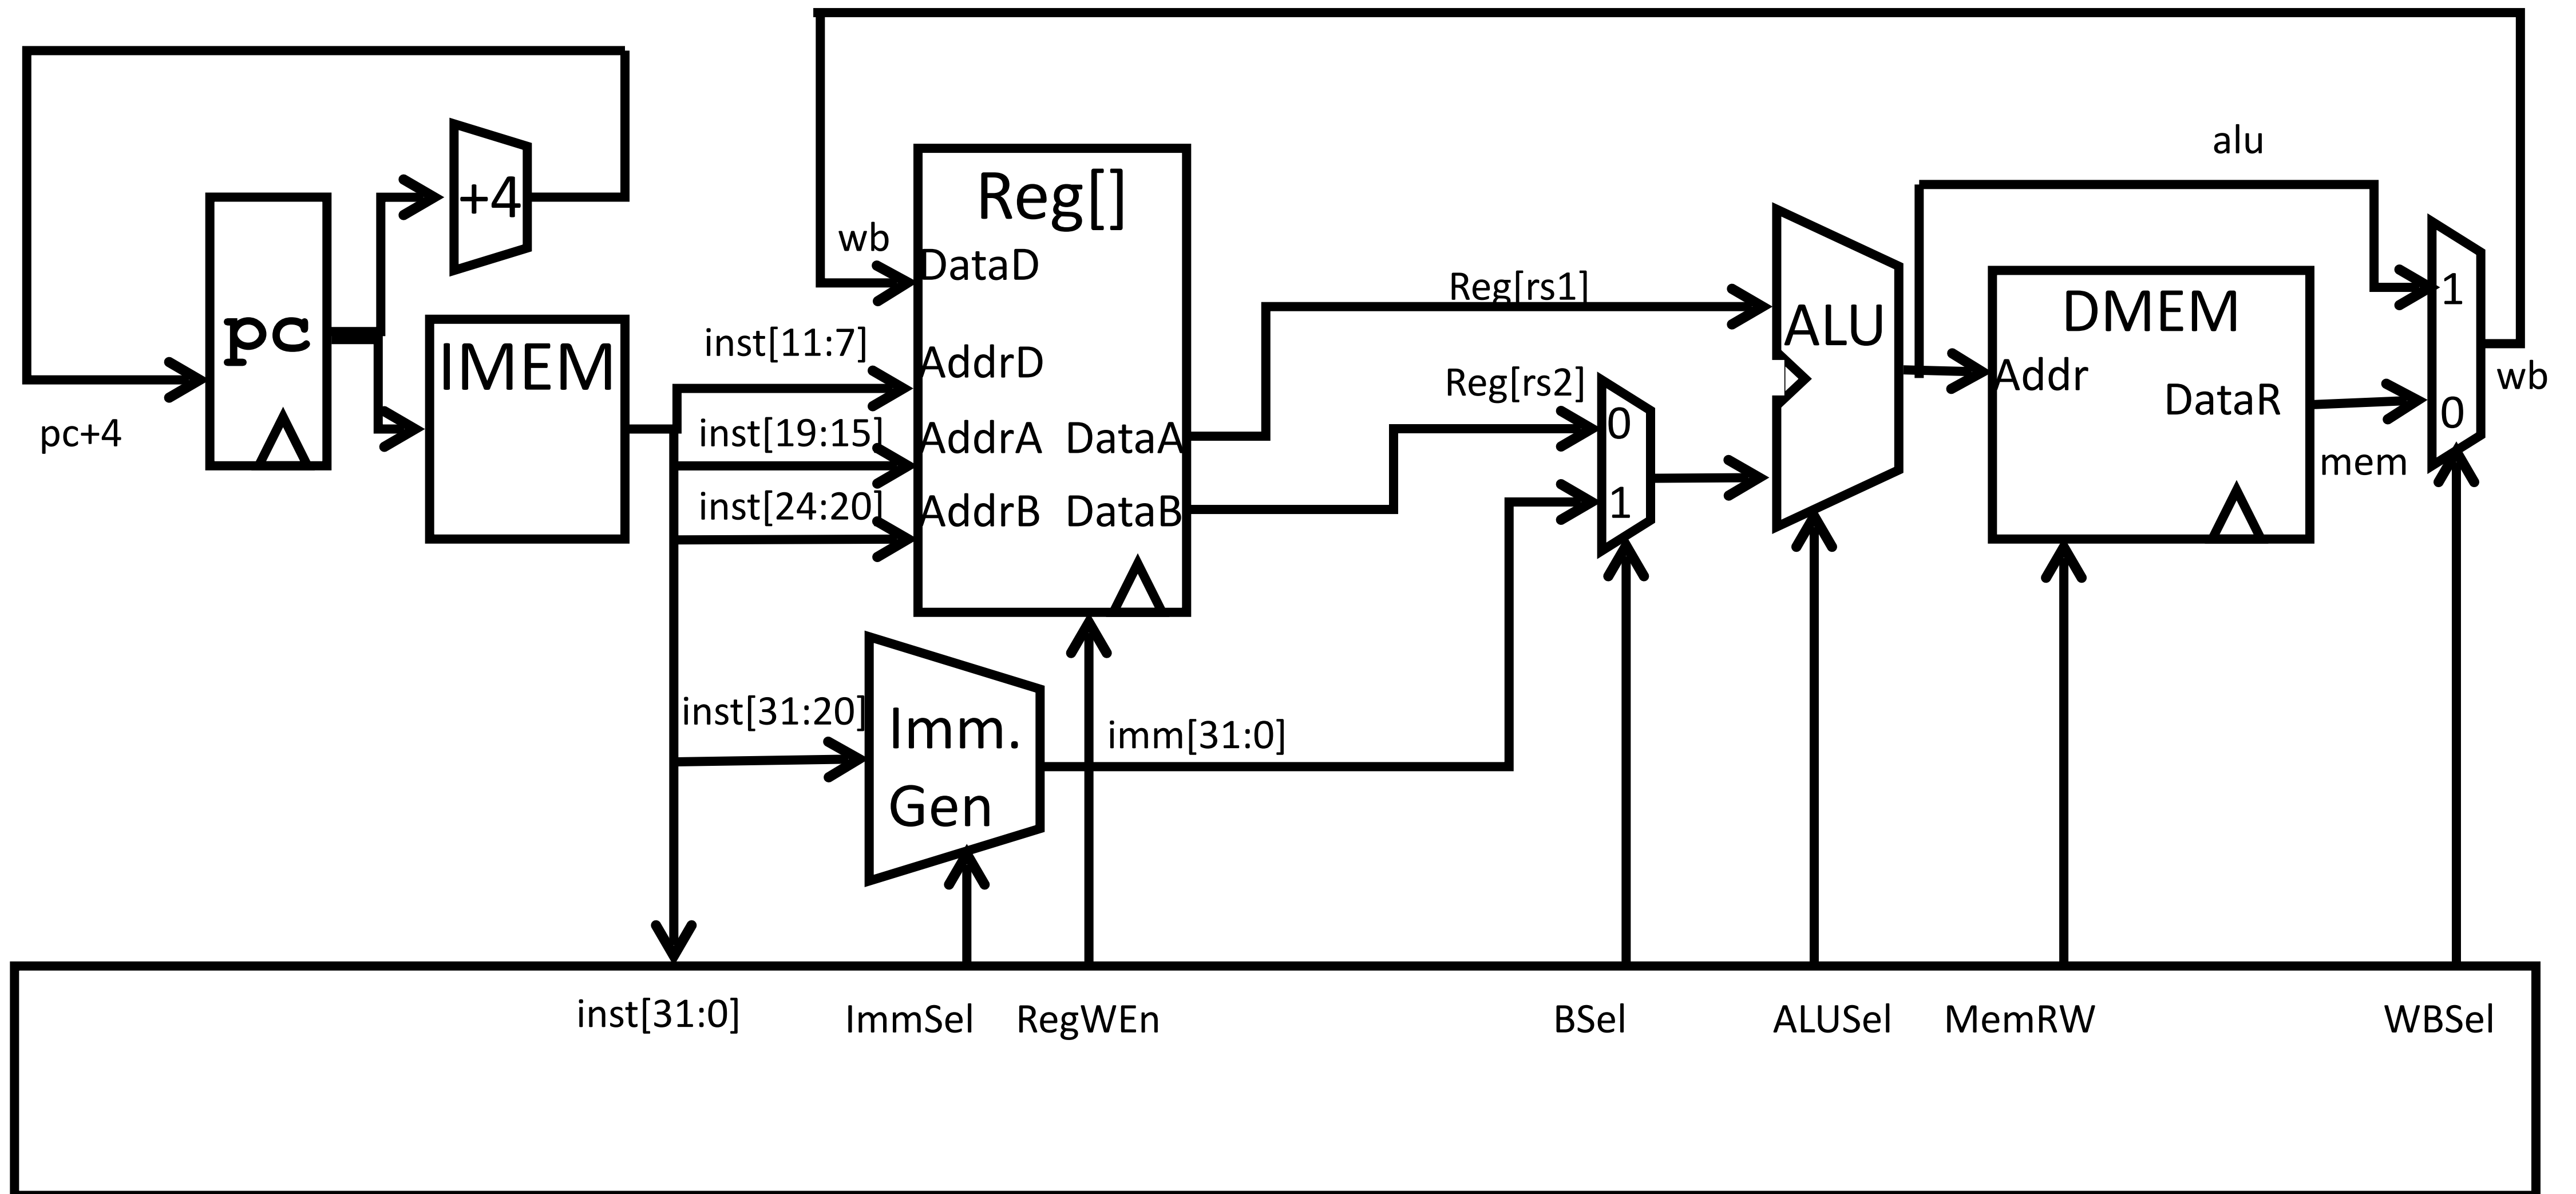 alu
+4
Reg[]
wb
DataD
pc
IMEM
pc+4
inst[11:7]
AddrD
inst[19:15]
AddrA
DataA
inst[24:20]
AddrB
DataB
Reg[rs1]
Reg[rs2]
0
1
ALU
DMEM
Addr
DataR
1
0
wb
mem
inst[31:20]
Imm.
Gen
imm[31:0]
inst[31:0]
ImmSel
RegWEn
BSel
ALUSel
MemRW
WBSel